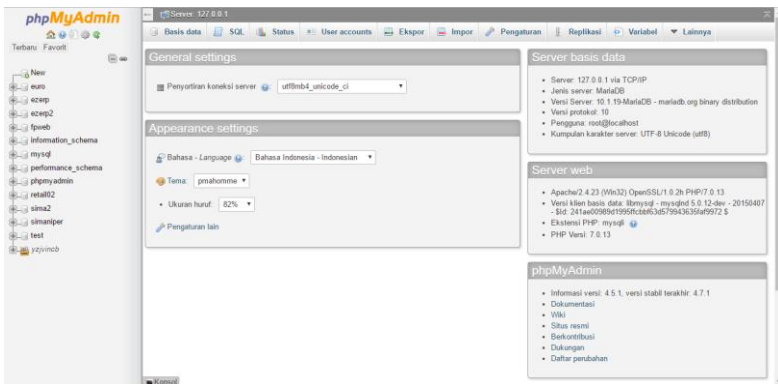 phpMyAdmin
Terbaru Favorit
New
euro
ezerp
ezerp2
fpweb
information_schema
mysql
performance_schema
phpmyadmin
retail02
sima2
simaniper
test
yzjvincb
Server: 127.0.0.1
Basis data SQL Status User accounts Ekspor Impor Pengaturan Replikasi Variabel Lainnya
General settings
Penyortiran koneksi server utf8mb4_unicode_ci
Appearance settings
Bahasa - Language Bahasa Indonesia - Indonesian
Tema: pmahomme
Ukuran huruf: 82%
Pengaturan lain
Server basis data
Server: 127.0.0.1 via TCP/IP
Jenis server: MariaDB
Versi Server: 10.1.19-MariaDB - mariadb.org binary distribution
Versi protokol: 10
Pengguna: root@localhost
Kumpulan karakter server: UTF-8 Unicode (utf8)
Server web
Apache/2.4.23 (Win32) OpenSSL/1.0.2h PHP/7.0.13
Versi klien basis data: libmysql - mysqlnd 5.0.12-dev - 20150407
- $Id: 241ae00989d1995ffcbbf63d579943635faf9972 $
Ekstensi PHP: mysqli
PHP Versi: 7.0.13
phpMyAdmin
Informasi versi: 4.5.1, versi stabil terakhir: 4.7.1
Dokumentasi
Wiki
Situs resmi
Berkontribusi
Dukungan
Daftar perubahan
Konsol